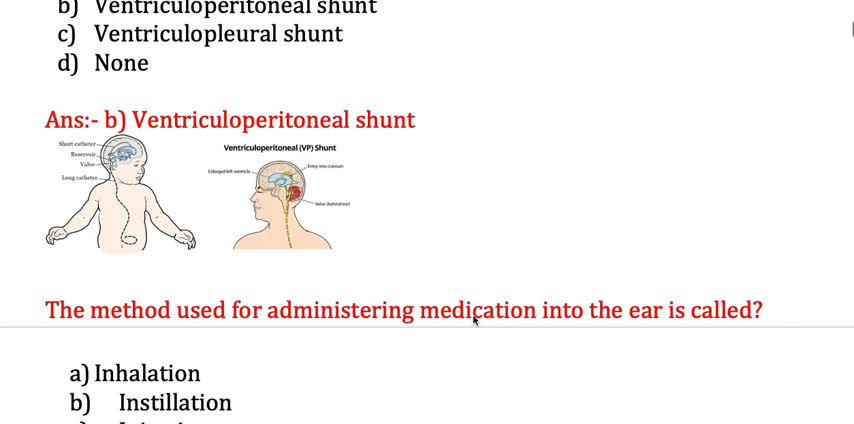 b) Ventriculoperitoneal shunt
c) Ventriculopleural shunt
d) None
Ans:- b) Ventriculoperitoneal shunt
Short catheter
Reservoir
Valve
Long catheter
Ventriculoperitoneal (VP) Shunt
Entry into cranium
Enlarged left ventricle
Valve (behind ear)
The method used for administering medication into the ear is called?
a) Inhalation
b) Instillation